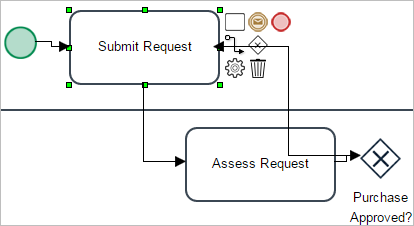 Submit Request
Assess Request
Purchase
Approved?